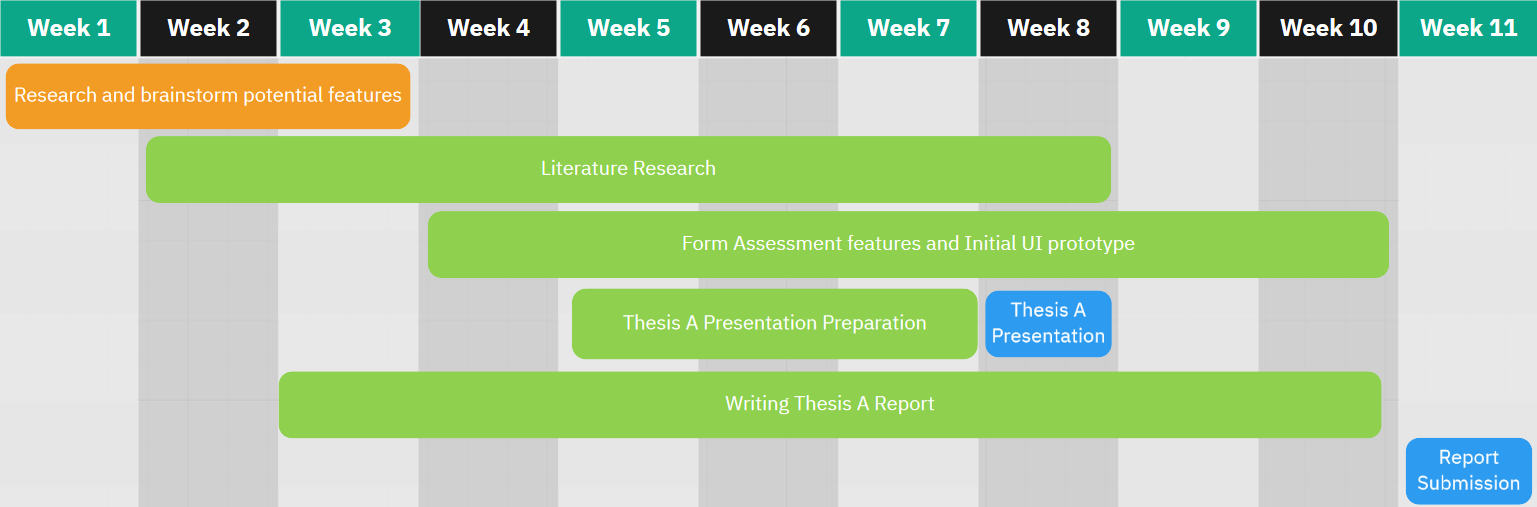 Week 1
Week 2
Week 3
Week 4
Week 5
Week 6
Week 7
Week 8
Week 9
Week 10
Week 11
Research and brainstorm potential features
Literature Research
Form Assessment features and Initial UI prototype
Thesis A Presentation Preparation
Thesis A
Presentation
Writing Thesis A Report
Report
Submission